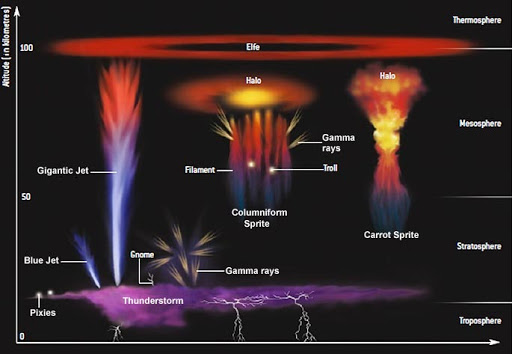 Thermosphere
Altitude [in Kilometres]
100
Elfe
Halo
Halo
Mesosphere
Gamma
rays
Gigantic Jet
Filament
Troll
50
Columniform
Sprite
Carrot Sprite
Stratosphere
Gnome
Blue Jet
Gamma rays
Thunderstorm
Pixies
Troposphere
0